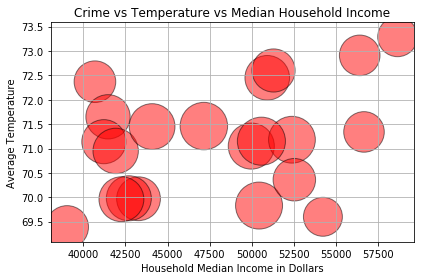 Crime vs Temperature vs Median Household Income
73.5
73.0
72.5
72.0
71.5
71.0
70.5
70.0
69.5
Average Temperature
40000 42500 45000 47500 50000 52500 55000 57500
Household Median Income in Dollars